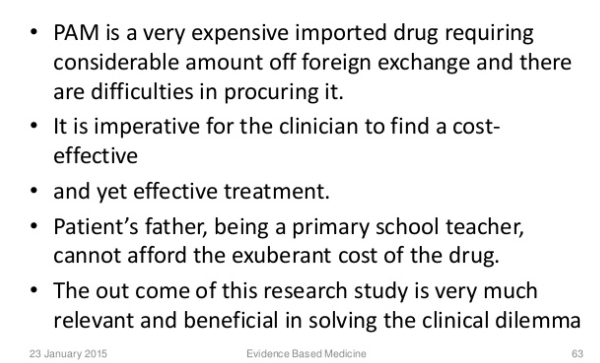 • PAM is a very expensive imported drug requiring
considerable amount off foreign exchange and there
are difficulties in procuring it.
• It is imperative for the clinician to find a cost-
effective
• and yet effective treatment.
• Patient's father, being a primary school teacher,
cannot afford the exuberant cost of the drug.
• The out come of this research study is very much
relevant and beneficial in solving the clinical dilemma
23 January 2015 Evidence Based Medicine 63